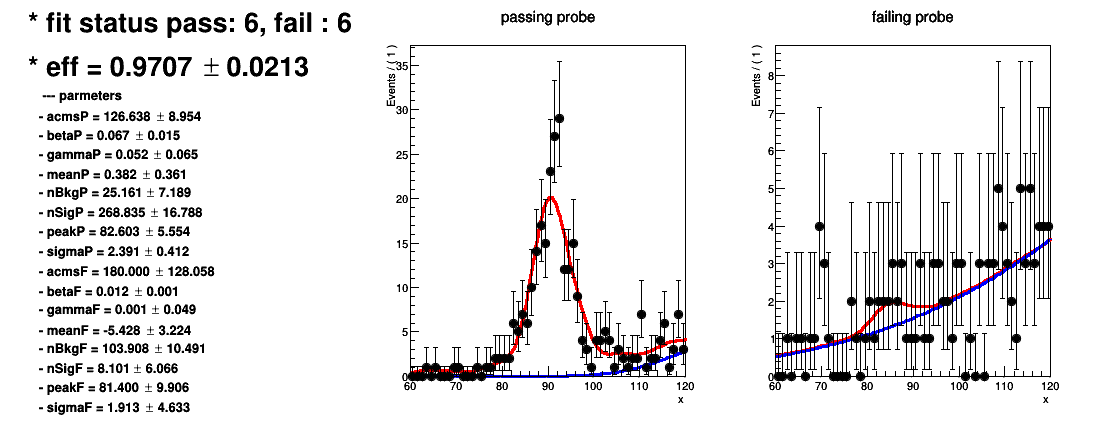 * fit status pass: 6, fail : 6
* eff = 0.9707 ± 0.0213
--- parmeters
- acmsP = 126.638 ± 8.954
- betaP = 0.067 ± 0.015
- gammaP = 0.052 ± 0.065
- meanP = 0.382 ± 0.361
- nBkgP = 25.161 ± 7.189
- nSigP = 268.835 ± 16.788
- peakP = 82.603 ± 5.554
- sigmaP = 2.391 ± 0.412
- acmsF = 180.000 ± 128.058
- betaF = 0.012 ± 0.001
- gammaF = 0.001 ± 0.049
- meanF = -5.428 ± 3.224
- nBkgF = 103.908 ± 10.491
- nSigF = 8.101 ± 6.066
- peakF = 81.400 ± 9.906
- sigmaF = 1.913 ± 4.633
passing probe
Events / ( 1 )
35
30
25
20
15
10
5
0
60 70 80 90 100 110 120
x
failing probe
Events / ( 1 )
8
7
6
5
4
3
2
1
0
60 70 80 90 100 110 120
x